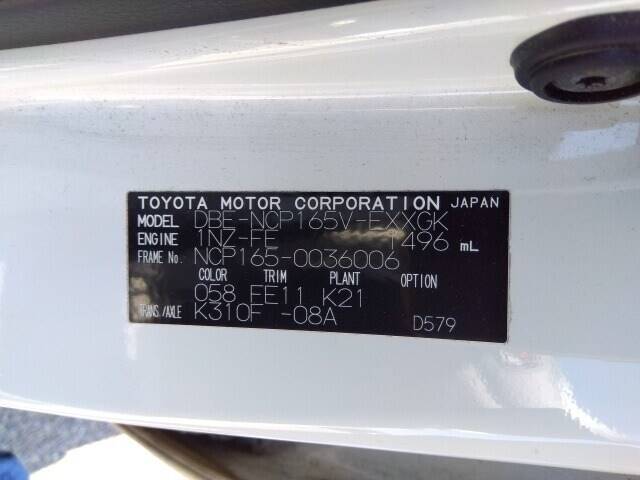 TOYOTA MOTOR CORPORATION JAPAN
MODEL DBE-NCP165V-EXXGK
ENGINE 1NZ-FE 1496 mL
FRAME No. NCP165-0036006
COLOR TRIM PLANT OPTION
058 EE11 K21
TRANS./AXLE K310F -08A
D579